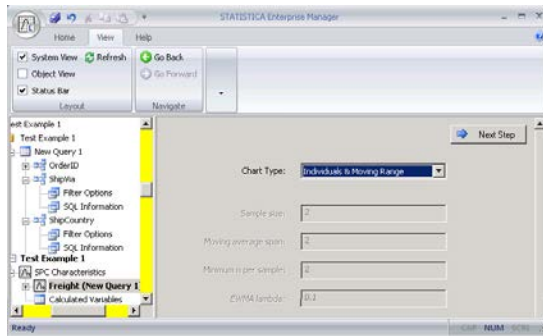 STATISTICA Enterprise Manager
Home View Help
System View Refresh
Object View
Status Bar
Layout
Go Back
Go Forward
Navigate
est Example 1
Test Example 1
New Query 1
OrderID
ShipVia
Filter Options
SQL Information
ShipCountry
Filter Options
SQL Information
Test Example 1
SPC Characteristics
Freight (New Query 1
Calculated Variables
Next Step
Chart Type: Individuals & Moving Range
Sample size: 2
Moving average span: 2
Minimum n per sample: 2
EWMA lambda: 0.1
Ready
CAP NUM SCRL